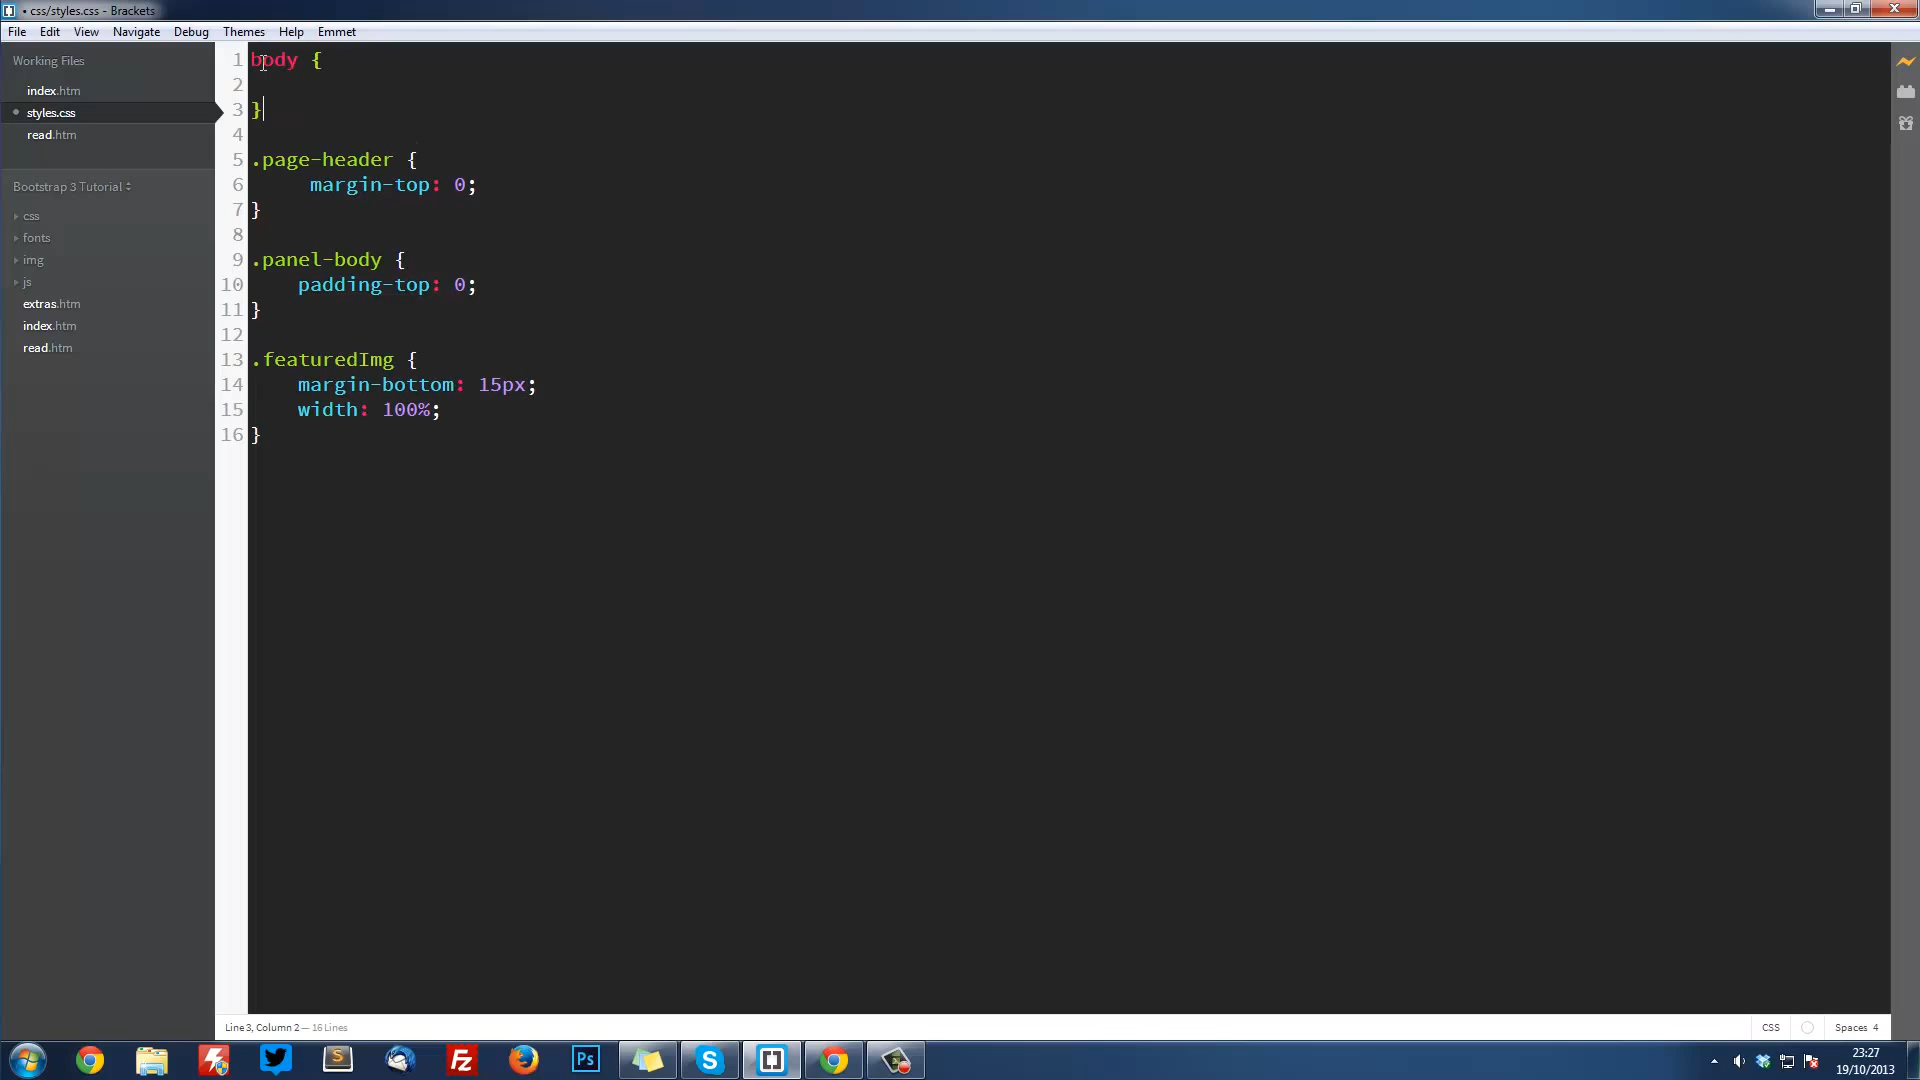 • css/styles.css - Brackets
File Edit View Navigate Debug Themes Help Emmet
Working Files
index.htm
styles.css
read.htm
Bootstrap 3 Tutorial
css
fonts
img
js
extras.htm
index.htm
read.htm
1 body {
2
3 }
4
5 .page-header {
6 margin-top: 0;
7 }
8
9 .panel-body {
10 padding-top: 0;
11 }
12
13 .featuredImg {
14 margin-bottom: 15px;
15 width: 100%;
16 }
Line 3, Column 2 — 16 Lines
CSS
Spaces 4
S
Fz
Ps
S
23:27
19/10/2013